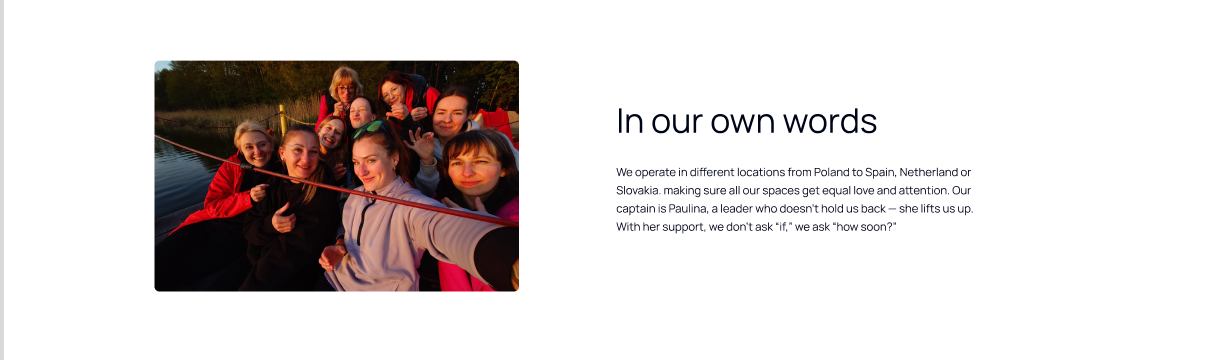 In our own words
We operate in different locations from Poland to Spain, Netherland or
Slovakia. making sure all our spaces get equal love and attention. Our
captain is Paulina, a leader who doesn't hold us back — she lifts us up.
With her support, we don't ask “if,” we ask “how soon?”